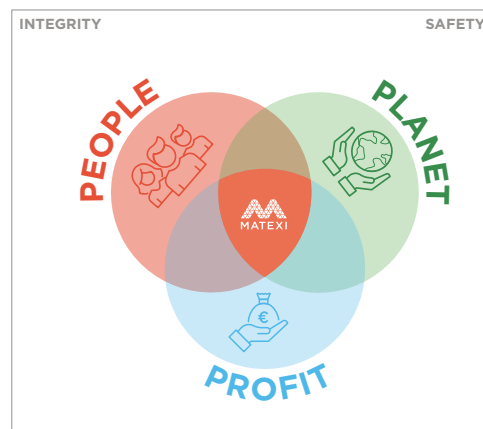 INTEGRITY
SAFETY
PEOPLE
PLANET
MATEXI
€
PROFIT